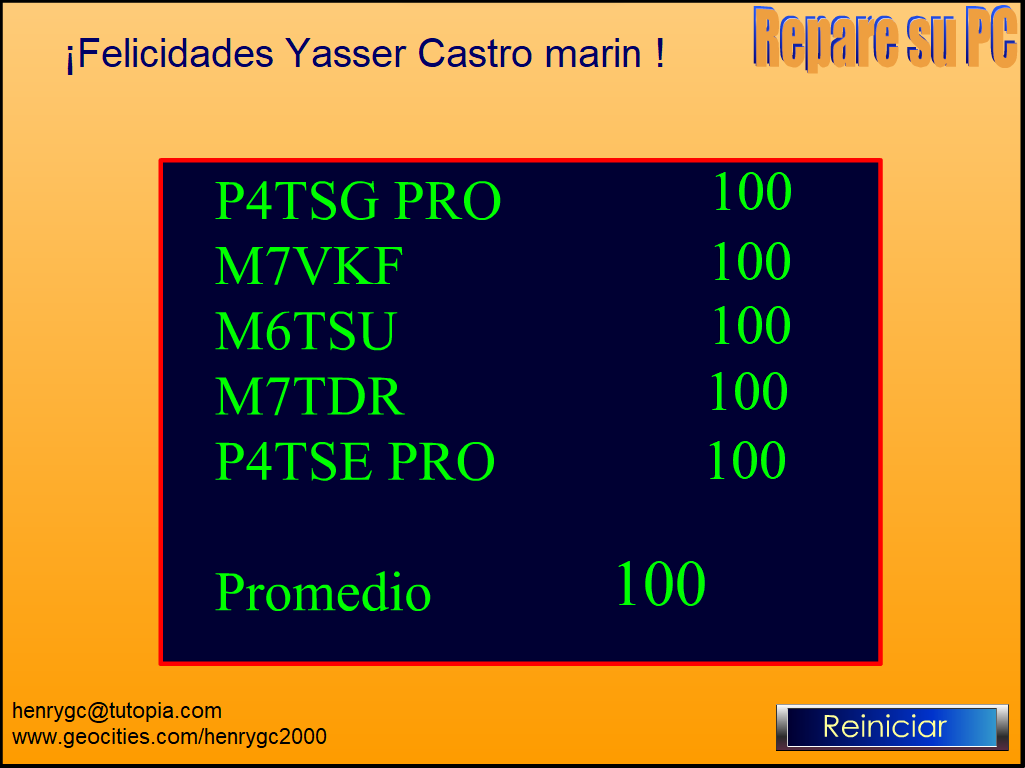 ¡Felicidades Yasser Castro marin !
Repare su PC
P4TSG PRO 100
M7VKF 100
M6TSU 100
M7TDR 100
P4TSE PRO 100
Promedio 100
henrygc@tutopia.com
www.geocities.com/henrygc2000
Reiniciar